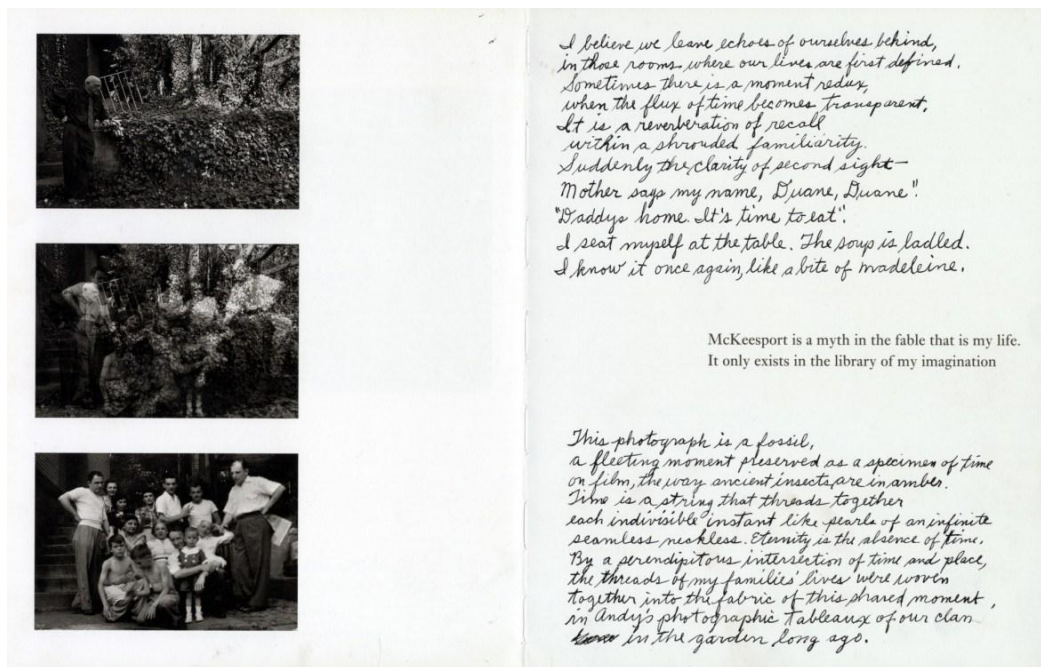 I believe we leave echoes of ourselves behind,
in those rooms where our lives are first defined.
Sometimes there is a moment redux,
when the flux of time becomes transparent,
It is a reverberation of recall
within a shrouded familiarity.
Suddenly the clarity of second sight—
Mother says my name, Duane, Duane".
"Daddys home. It's time to eat".
I seat myself at the table. The soup is ladled.
I know it once again, like a bite of madeleine.
McKeesport is a myth in the fable that is my life.
It only exists in the library of my imagination
This photograph is a fossil,
a fleeting moment preserved as a specimen of time
on film, the way ancient insects are in amber.
Time is a string that threads together
each indivisible instant like pearls of an infinite
seamless neckless. Eternity is the absence of time.
By a serendipitous intersection of time and place,
the threads of my families' lives were woven
together into the fabric of this shared moment,
in Andy's photographic tableaux of our clan
in the garden long ago.